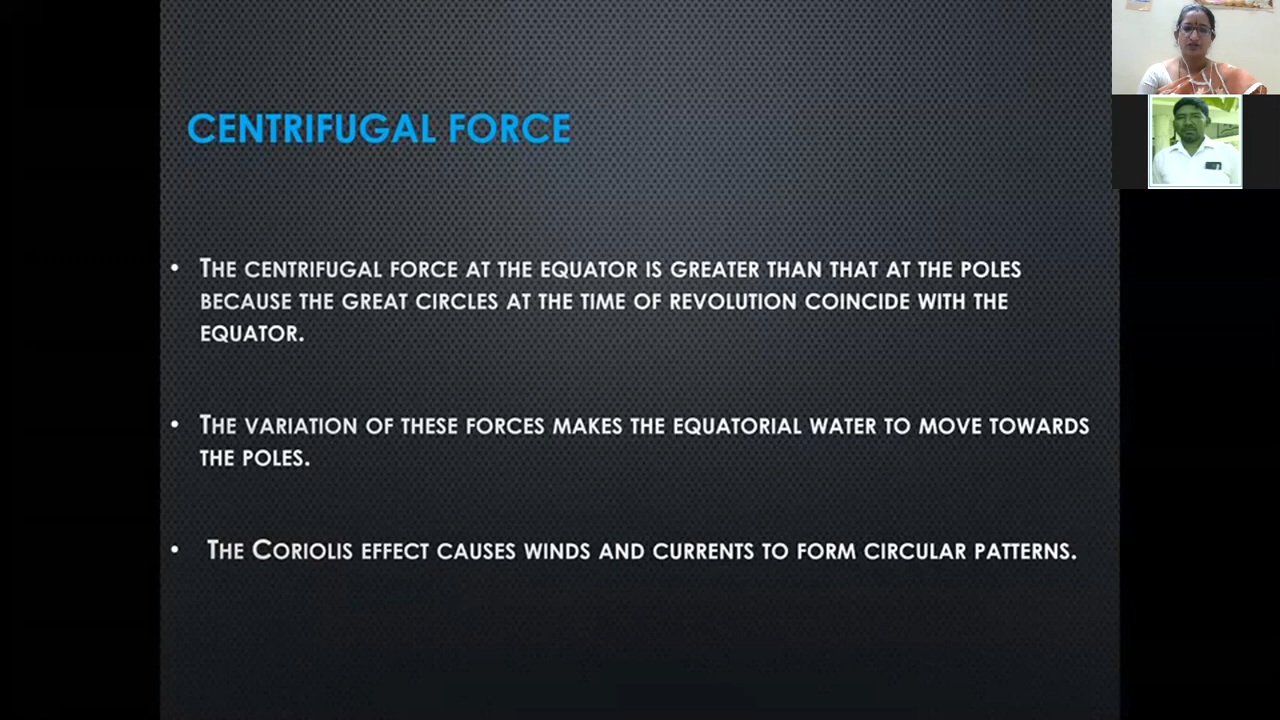 CENTRIFUGAL FORCE
• THE CENTRIFUGAL FORCE AT THE EQUATOR IS GREATER THAN THAT AT THE POLES
BECAUSE THE GREAT CIRCLES AT THE TIME OF REVOLUTION COINCIDE WITH THE
EQUATOR.
• THE VARIATION OF THESE FORCES MAKES THE EQUATORIAL WATER TO MOVE TOWARDS
THE POLES.
• THE CORIOLIS EFFECT CAUSES WINDS AND CURRENTS TO FORM CIRCULAR PATTERNS.